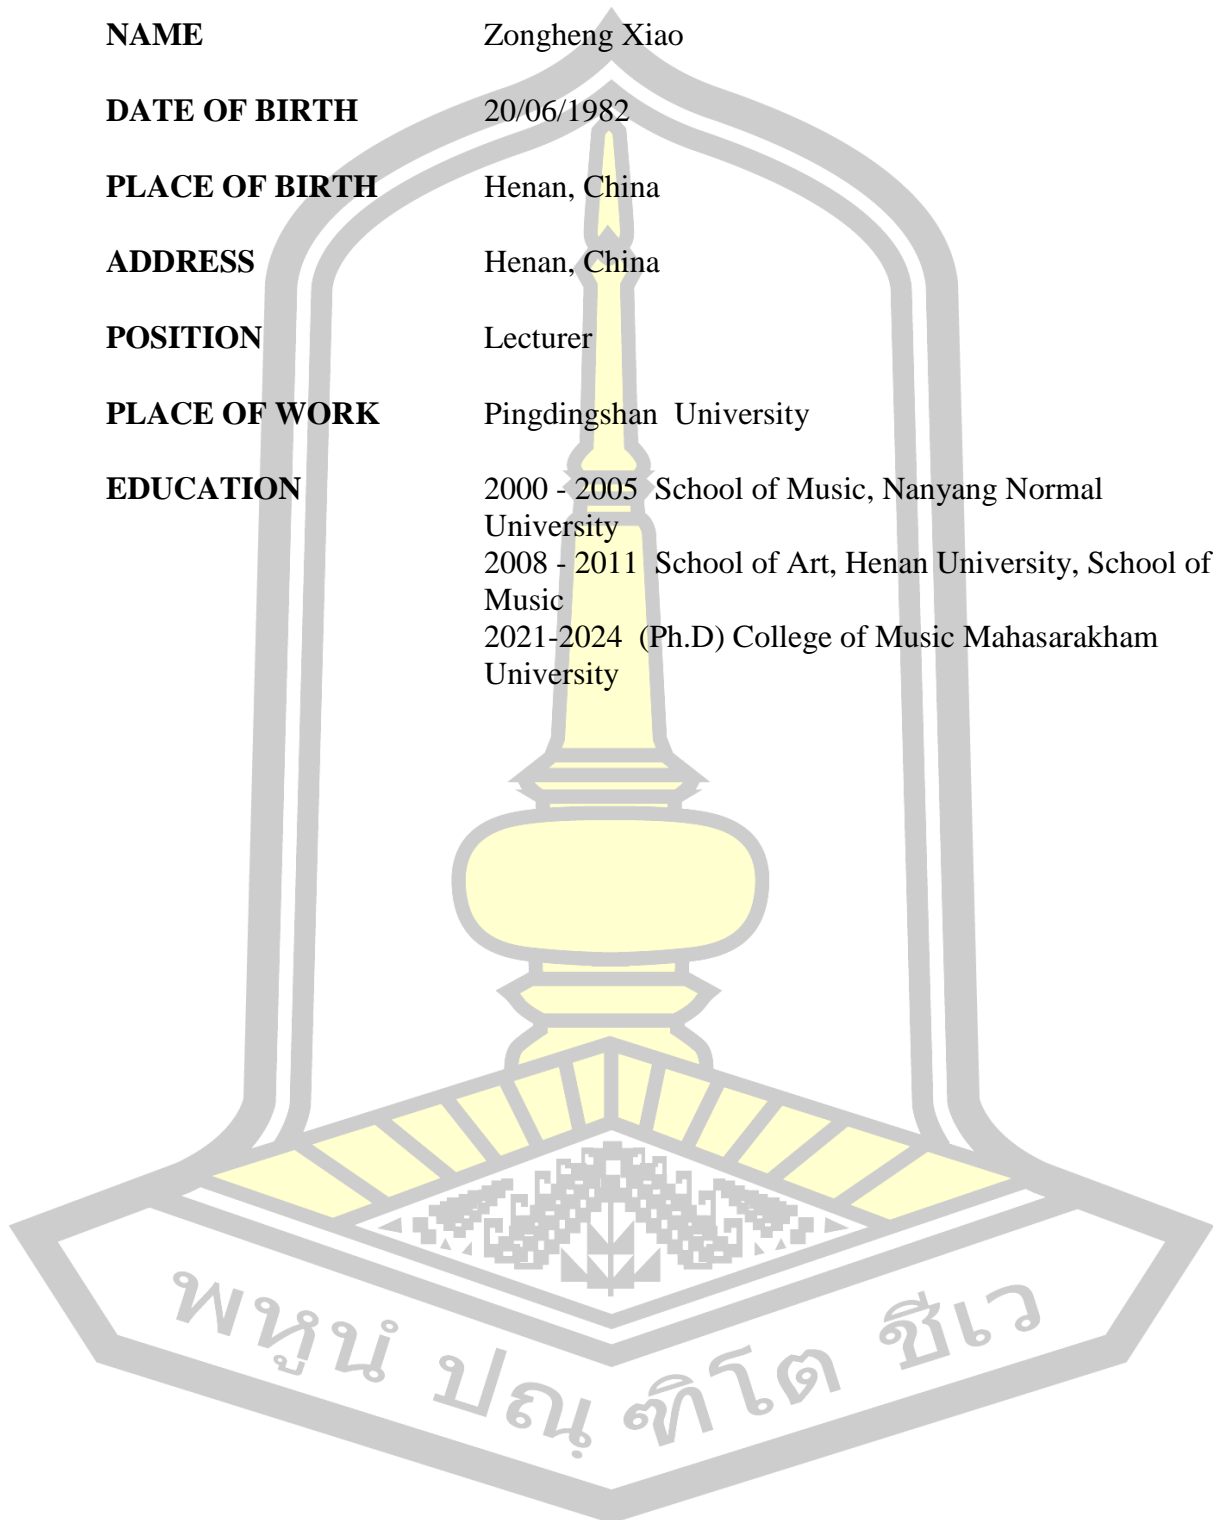 NAME Zongheng Xiao
DATE OF BIRTH 20/06/1982
PLACE OF BIRTH Henan, China
ADDRESS Henan, China
POSITION Lecturer
PLACE OF WORK Pingdingshan University
EDUCATION 2000 - 2005 School of Music, Nanyang Normal
University
2008 - 2011 School of Art, Henan University, School of
Music
2021-2024 (Ph.D) College of Music Mahasarakham
University
พหูนํ ปณฺ ฑิโต ชีเว